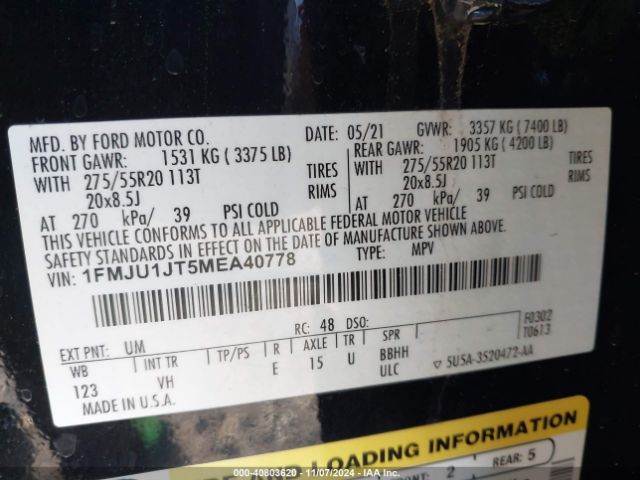 MFD. BY FORD MOTOR CO. DATE: 05/21 GVWR: 3357 KG ( 7400 LB)
FRONT GAWR: 1531 KG ( 3375 LB) REAR GAWR: 1905 KG ( 4200 LB)
WITH 275/55R20 113T TIRES WITH 275/55R20 113T TIRES
20x8.5J RIMS 20x8.5J RIMS
AT 270 kPa/ 39 PSI COLD AT 270 kPa/ 39 PSI COLD
THIS VEHICLE CONFORMS TO ALL APPLICABLE FEDERAL MOTOR VEHICLE
SAFETY STANDARDS IN EFFECT ON THE DATE OF MANUFACTURE SHOWN ABOVE.
VIN: 1FMJU1JT5MEA40778 TYPE: MPV
F0302
T0613
EXT PNT: UM RC: 48 DSO:
WB INT TR TP/PS R AXLE TR SPR
123 VH E 15 U BBHH
ULC
MADE IN U.S.A. ▽ 5U5A-3520472-AA
LOADING INFORMATION
2 REAR: 5
000-40803620 - 11/07/2024 - IAAI.com